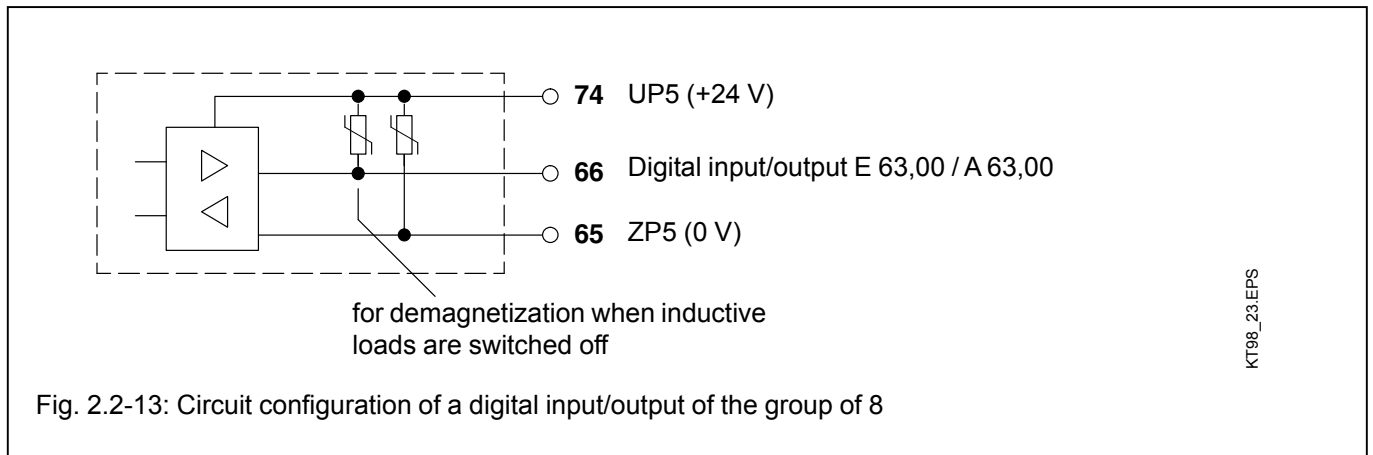 74 UP5 (+24 V)
66 Digital input/output E 63,00 / A 63,00
65 ZP5 (0 V)
for demagnetization when inductive
loads are switched off
KT98_23.EPS
Fig. 2.2-13: Circuit configuration of a digital input/output of the group of 8